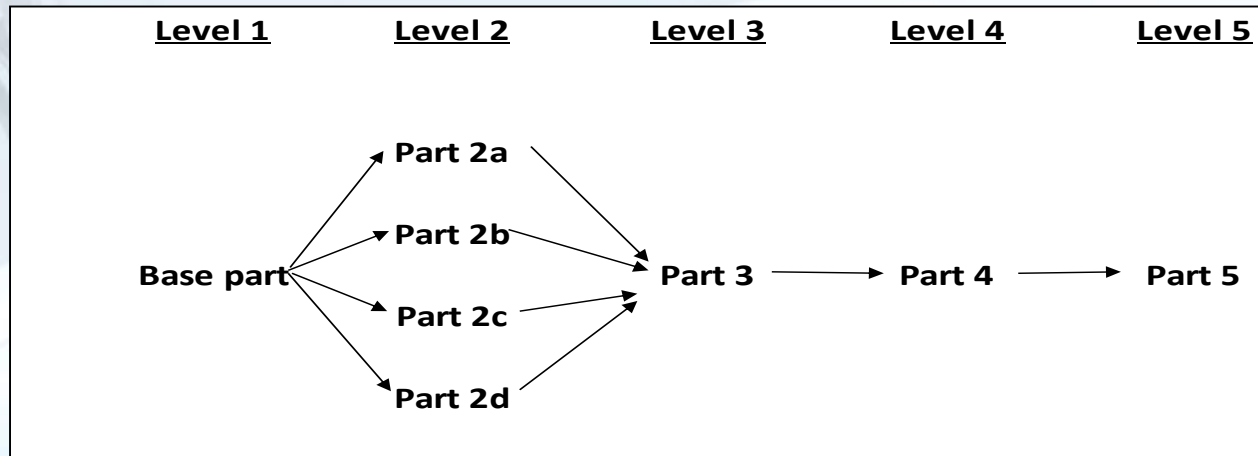 Level 1 Level 2 Level 3 Level 4 Level 5
Part 2a
Part 2b
Base part Part 3 Part 4 Part 5
Part 2c
Part 2d